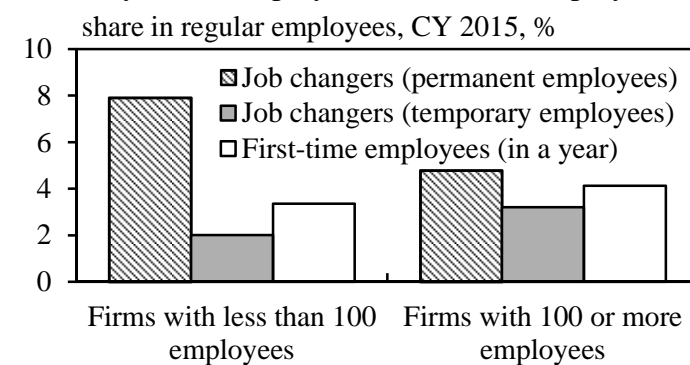 share in regular employees, CY 2015, %
10
8
6
4
2
0
Job changers (permanent employees)
Job changers (temporary employees)
First-time employees (in a year)
Firms with less than 100
employees
Firms with 100 or more
employees